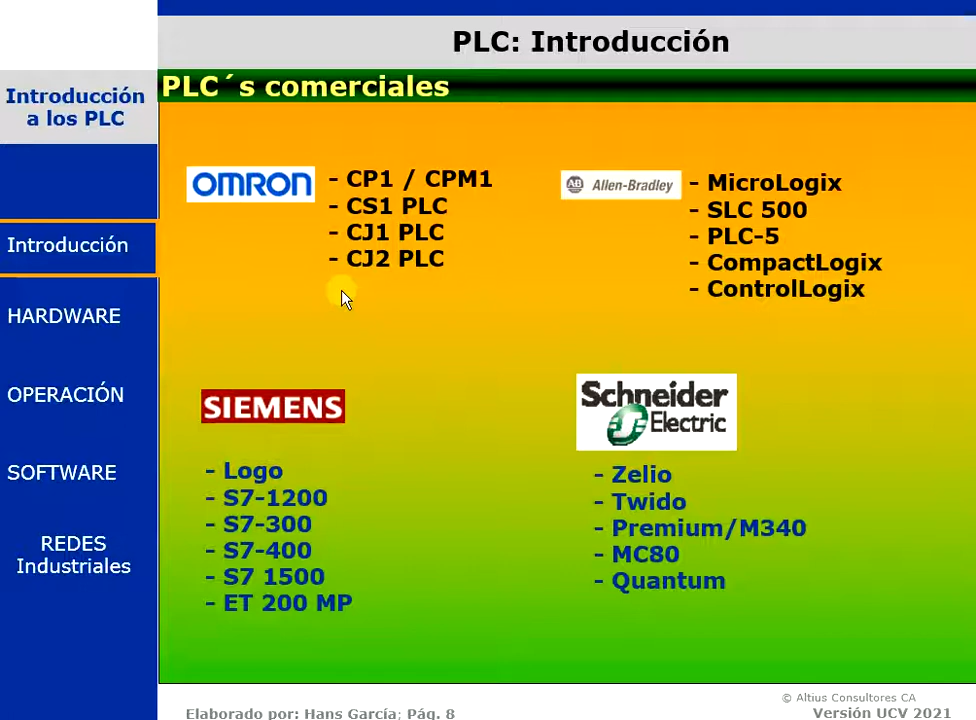 PLC: Introducción
PLC´s comerciales
Introducción
a los PLC
Introducción
HARDWARE
OPERACIÓN
SOFTWARE
REDES
Industriales
OMRON
- CP1 / CPM1
- CS1 PLC
- CJ1 PLC
- CJ2 PLC
AB Allen-Bradley
- MicroLogix
- SLC 500
- PLC-5
- CompactLogix
- ControlLogix
SIEMENS
- Logo
- S7-1200
- S7-300
- S7-400
- S7 1500
- ET 200 MP
Schneider
Electric
- Zelio
- Twido
- Premium/M340
- MC80
- Quantum
Elaborado por: Hans García; Pág. 8
© Altius Consultores CA
Versión UCV 2021